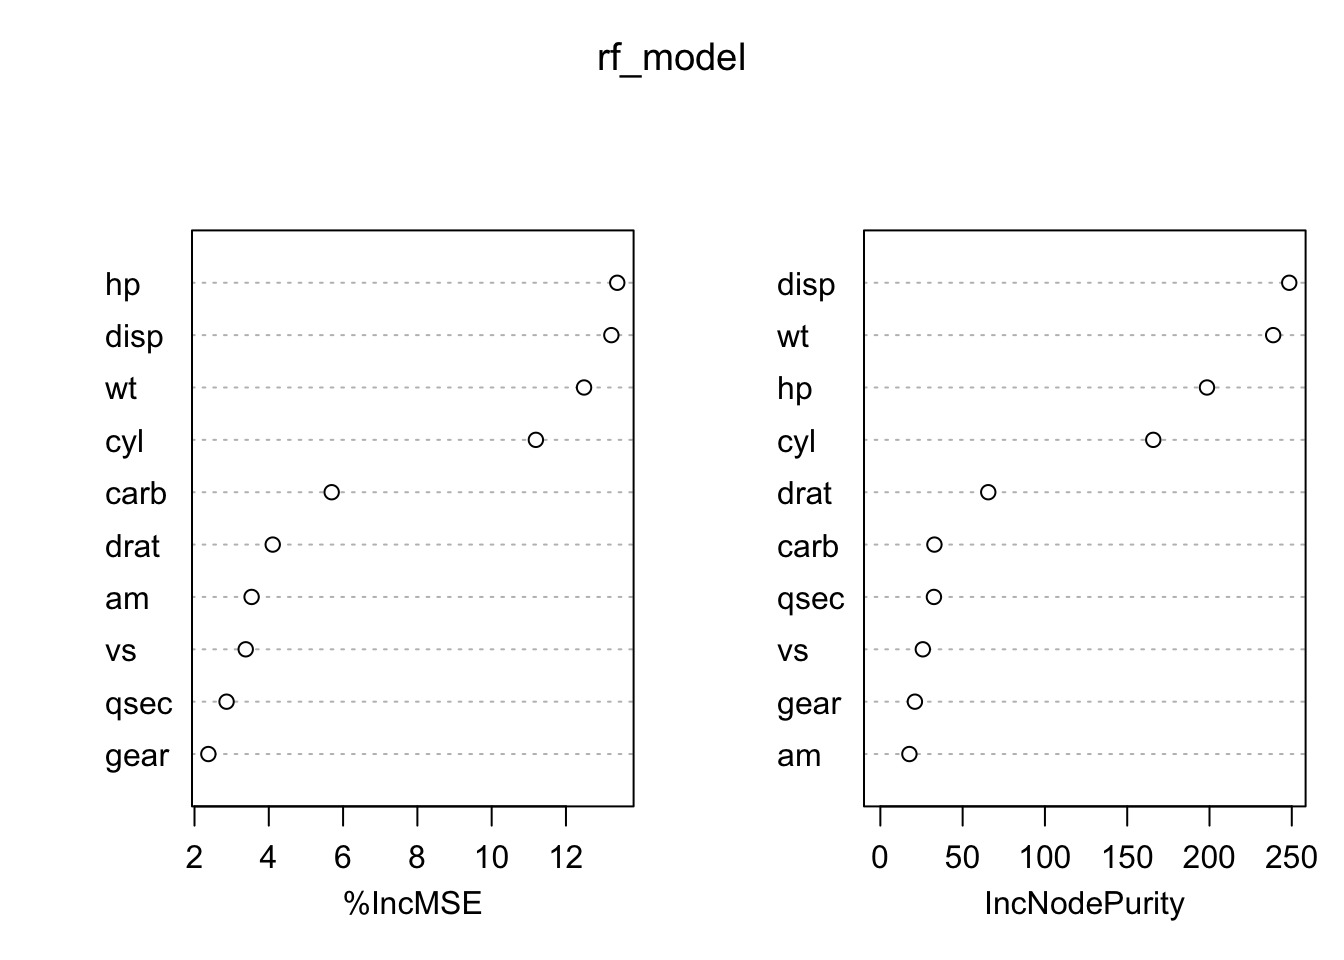 rf_model
hp
disp
wt
cyl
carb
drat
am
vs
qsec
gear
2 4 6 8 10 12
%IncMSE
disp
wt
hp
cyl
drat
carb
qsec
vs
gear
am
0 50 100 150 200 250
IncNodePurity